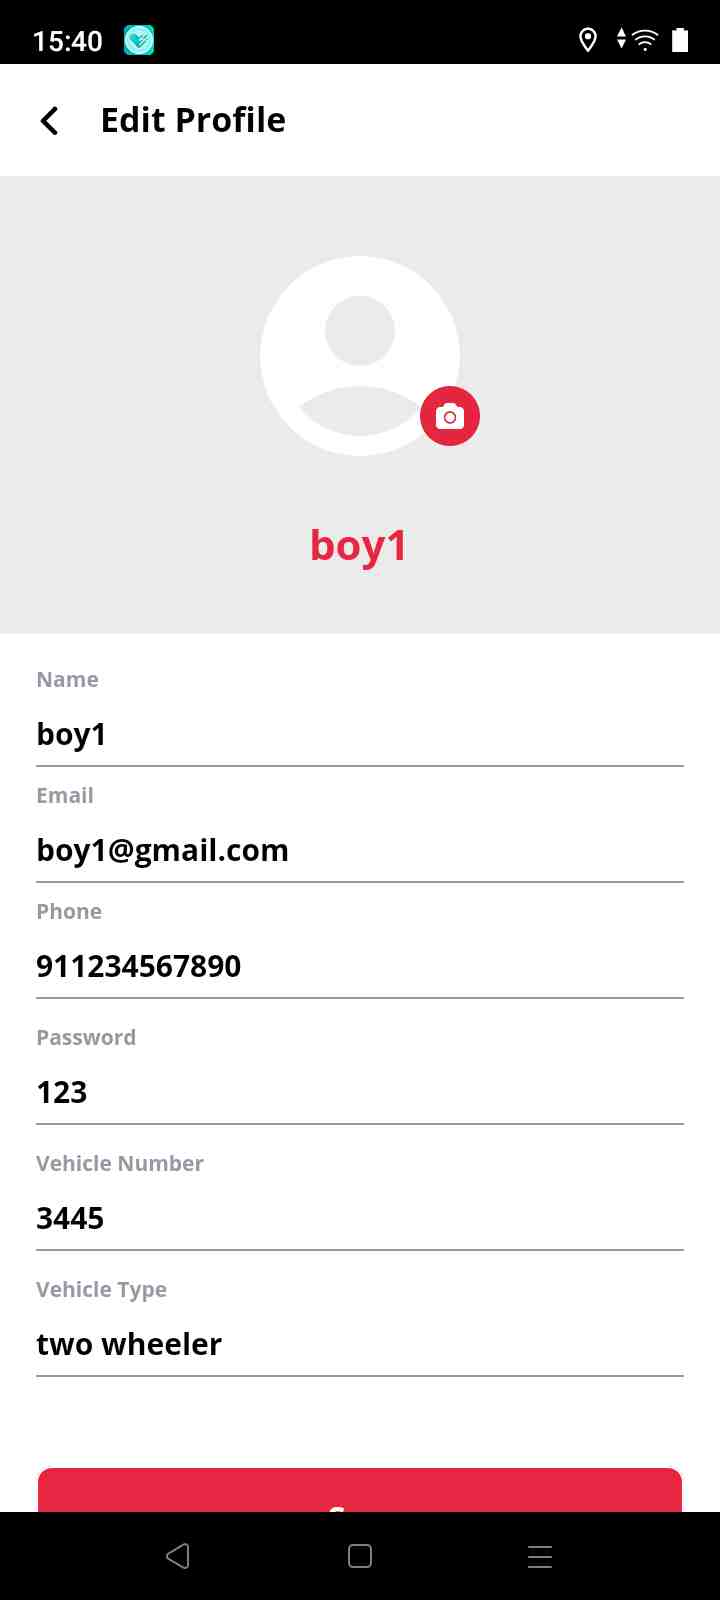 15:40
Edit Profile
boy1
Name
boy1
Email
boy1@gmail.com
Phone
911234567890
Password
123
Vehicle Number
3445
Vehicle Type
two wheeler